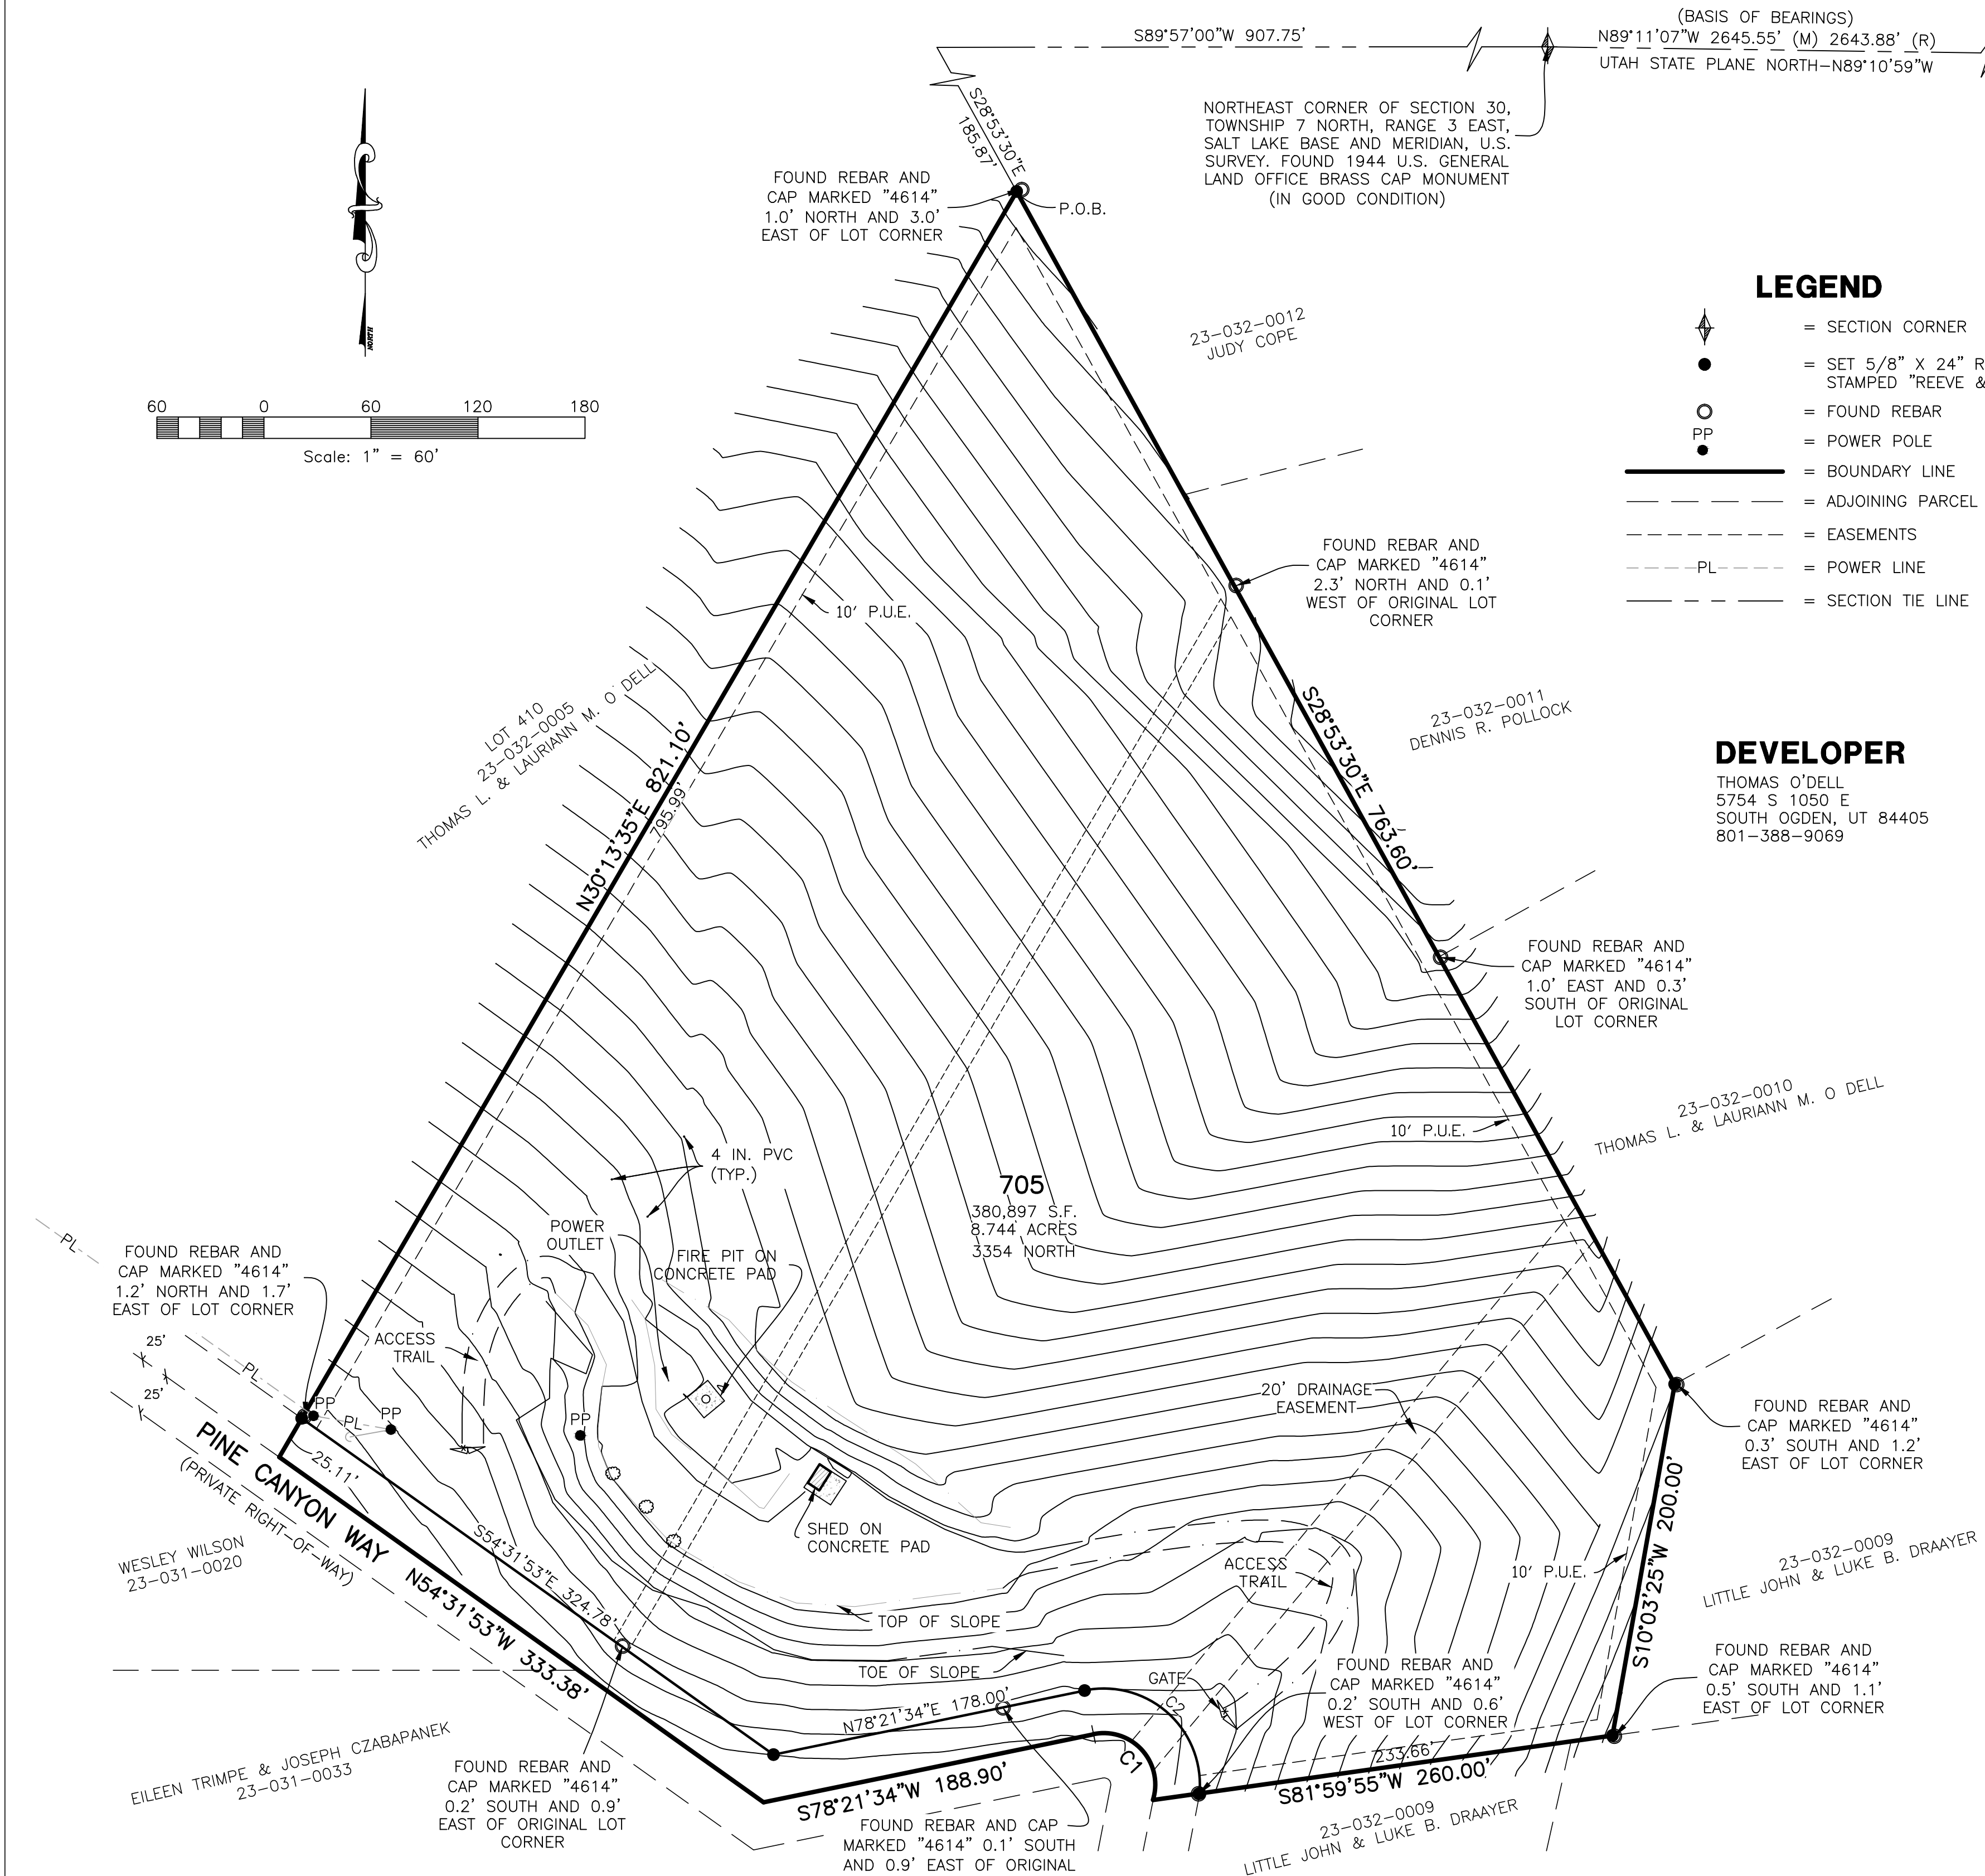 (BASIS OF BEARINGS)
S89°57'00"W 907.75'
N89°11'07"W 2645.55' (M) 2643.88' (R)
UTAH STATE PLANE NORTH-N89°10'59"W
S28°53'30"E
185.87'
NORTHEAST CORNER OF SECTION 30,
TOWNSHIP 7 NORTH, RANGE 3 EAST,
SALT LAKE BASE AND MERIDIAN, U.S.
SURVEY. FOUND 1944 U.S. GENERAL
LAND OFFICE BRASS CAP MONUMENT
(IN GOOD CONDITION)
FOUND REBAR AND
CAP MARKED "4614"
1.0' NORTH AND 3.0'
EAST OF LOT CORNER
P.O.B.
NORTH
60 0 60 120 180
Scale: 1" = 60'
LEGEND
= SECTION CORNER
= SET 5/8" X 24" R
STAMPED "REEVE &
= FOUND REBAR
PP
= POWER POLE
= BOUNDARY LINE
= ADJOINING PARCEL
= EASEMENTS
PL
= POWER LINE
= SECTION TIE LINE
23-032-0012
JUDY COPE
FOUND REBAR AND
CAP MARKED "4614"
2.3' NORTH AND 0.1'
WEST OF ORIGINAL LOT
CORNER
10' P.U.E.
LOT 410
23-032-0005
THOMAS L. & LAURIANN M. O DELL
N30°13'35"E 821.10'
795.99'
S28°53'30"E 763.60'
23-032-0011
DENNIS R. POLLOCK
DEVELOPER
THOMAS O'DELL
5754 S 1050 E
SOUTH OGDEN, UT 84405
801-388-9069
FOUND REBAR AND
CAP MARKED "4614"
1.0' EAST AND 0.3'
SOUTH OF ORIGINAL
LOT CORNER
23-032-0010
THOMAS L. & LAURIANN M. O DELL
10' P.U.E.
4 IN. PVC
(TYP.)
705
380,897 S.F.
8.744 ACRES
3354 NORTH
POWER
OUTLET
FIRE PIT ON
CONCRETE PAD
PL
FOUND REBAR AND
CAP MARKED "4614"
1.2' NORTH AND 1.7'
EAST OF LOT CORNER
ACCESS
TRAIL
25'
25'
PL
PP
PL
PP
PP
25.11'
PINE CANYON WAY
(PRIVATE RIGHT-OF-WAY)
20' DRAINAGE
EASEMENT
FOUND REBAR AND
CAP MARKED "4614"
0.3' SOUTH AND 1.2'
EAST OF LOT CORNER
S10°03'25"W 200.00'
SHED ON
CONCRETE PAD
WESLEY WILSON
23-031-0020
S54°31'53"E 324.78'
N54°31'53"W 333.38'
ACCESS
TRAIL
10' P.U.E.
23-032-0009
LITTLE JOHN & LUKE B. DRAAYER
TOP OF SLOPE
TOE OF SLOPE
GATE
C2
FOUND REBAR AND
CAP MARKED "4614"
0.2' SOUTH AND 0.6'
WEST OF LOT CORNER
FOUND REBAR AND
CAP MARKED "4614"
0.5' SOUTH AND 1.1'
EAST OF LOT CORNER
N78°21'34"E 178.00'
C1
233.66'
S81°59'55"W 260.00'
S78°21'34"W 188.90'
EILEEN TRIMPE & JOSEPH CZABAPANEK
23-031-0033
FOUND REBAR AND
CAP MARKED "4614"
0.2' SOUTH AND 0.9'
EAST OF ORIGINAL LOT
CORNER
FOUND REBAR AND CAP
MARKED "4614" 0.1' SOUTH
AND 0.9' EAST OF ORIGINAL
23-032-0009
LITTLE JOHN & LUKE B. DRAAYER